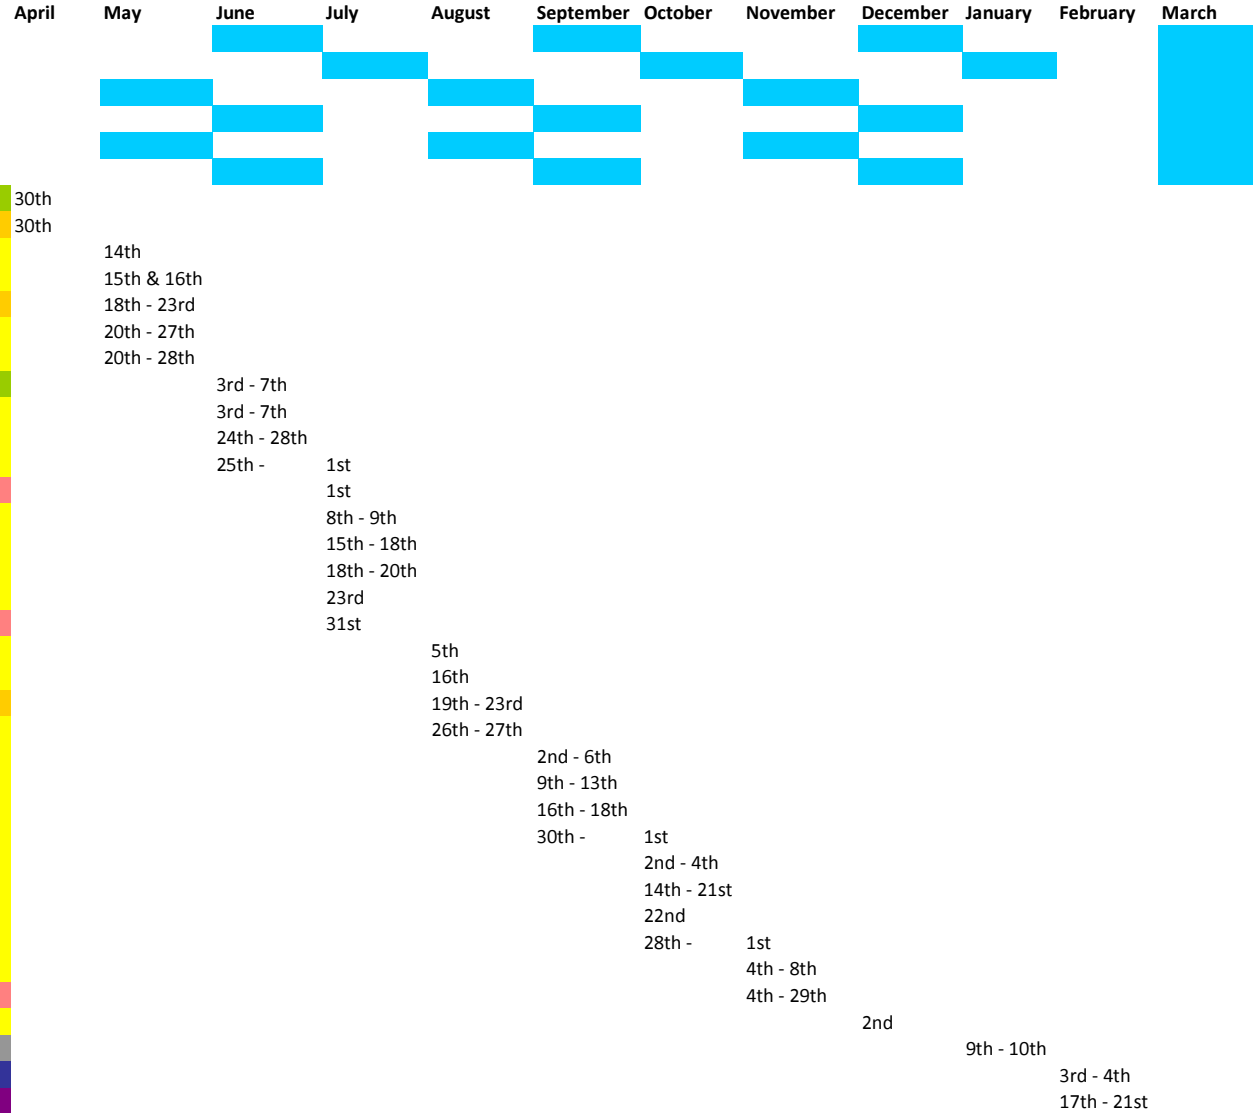 April May June July August September October November December January February March
30th
30th
14th
15th & 16th
18th - 23rd
20th - 27th
20th - 28th
3rd - 7th
3rd - 7th
24th - 28th
25th - 1st
1st
8th - 9th
15th - 18th
18th - 20th
23rd
31st
5th
16th
19th - 23rd
26th - 27th
2nd - 6th
9th - 13th
16th - 18th
30th - 1st
2nd - 4th
14th - 21st
22nd
28th - 1st
4th - 8th
4th - 29th
2nd
9th - 10th
3rd - 4th
17th - 21st